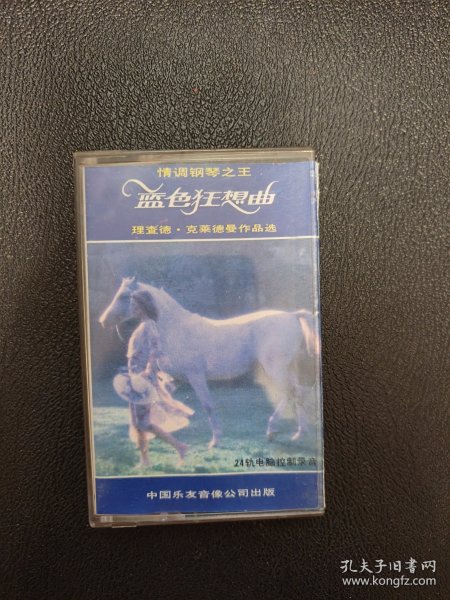 情调钢琴之王
蓝色狂想曲
理查德·克莱德曼作品选
24轨电脑控制录音
中国乐友音像公司出版
孔夫子旧书网
www.kongfz.com